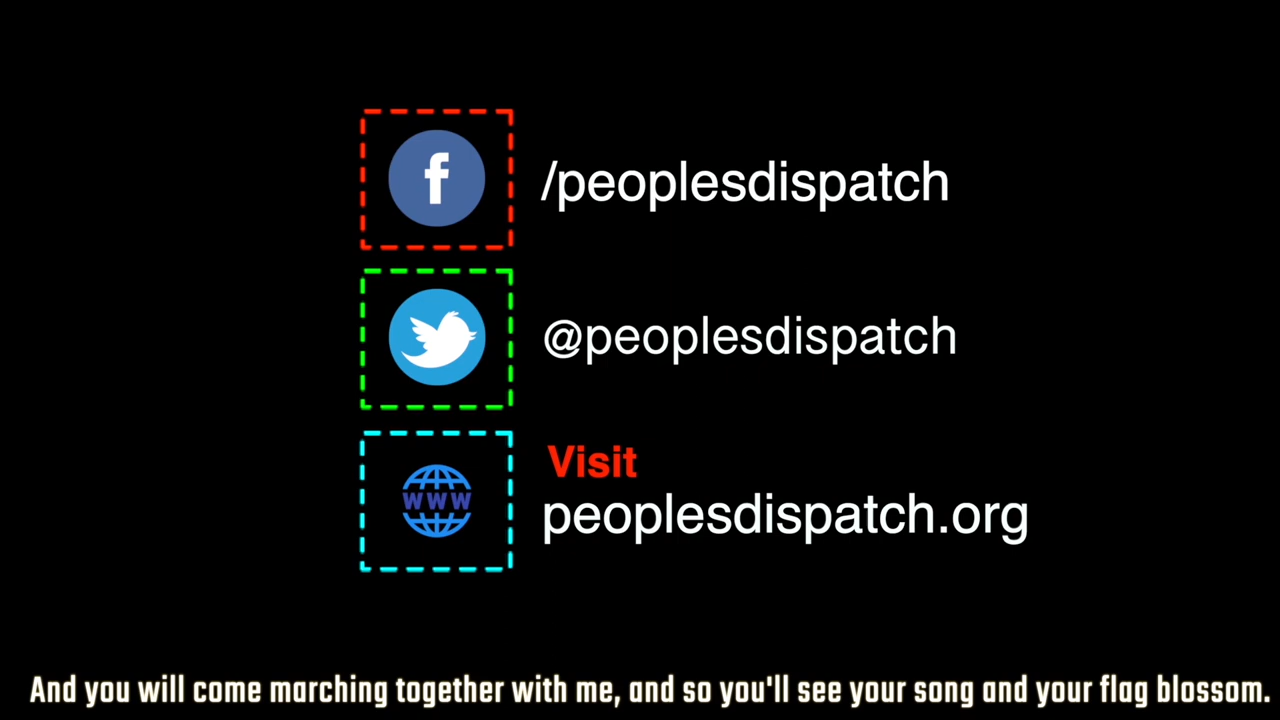 f
/peoplesdispatch
@peoplesdispatch
Visit
WWW
peoplesdispatch.org
And you will come marching together with me, and so you'll see your song and your flag blossom.